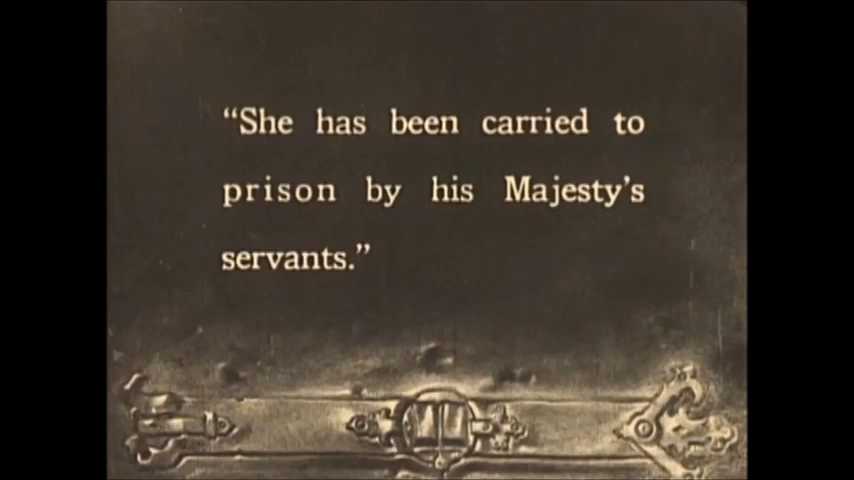 “She has been carried to
prison by his Majesty’s
servants.”